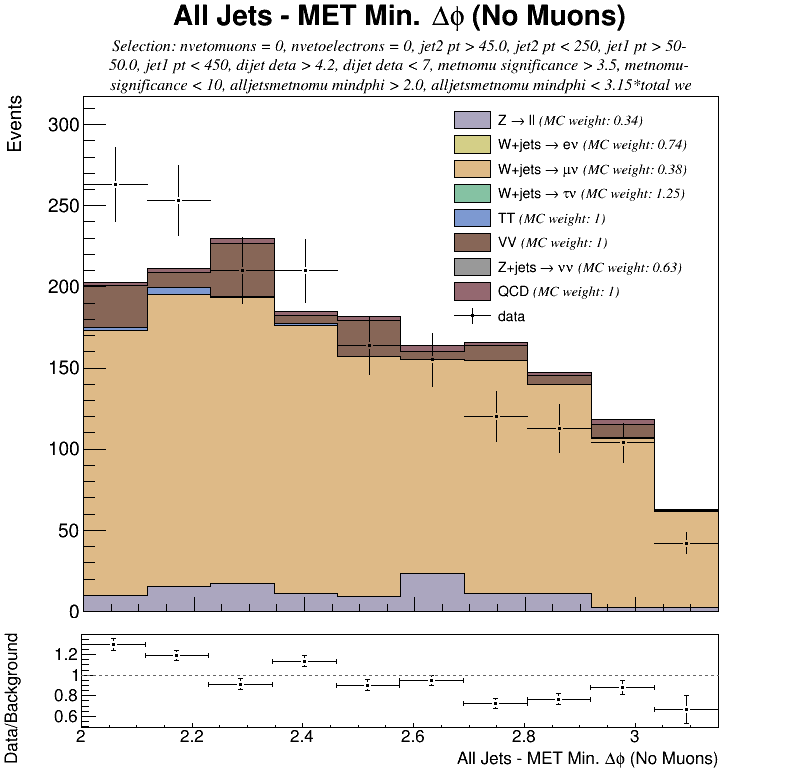 All Jets - MET Min. Δϕ (No Muons)
Selection: nvetomuons = 0, nvetoelectrons = 0, jet2 pt > 45.0, jet2 pt < 250, jet1 pt > 50-
50.0, jet1 pt < 450, dijet deta > 4.2, dijet deta < 7, metnomu significance > 3.5, metnomu-
significance < 10, alljetsmetnomu mindphi > 2.0, alljetsmetnomu mindphi < 3.15*total we
Events
300
250
200
150
100
50
0
Z → ll (MC weight: 0.34)
W+jets → eν (MC weight: 0.74)
W+jets → μν (MC weight: 0.38)
W+jets → τν (MC weight: 1.25)
TT (MC weight: 1)
VV (MC weight: 1)
Z+jets → νν (MC weight: 0.63)
QCD (MC weight: 1)
data
Data/Background
1.2
1
0.8
0.6
2 2.2 2.4 2.6 2.8 3
All Jets - MET Min. Δϕ (No Muons)